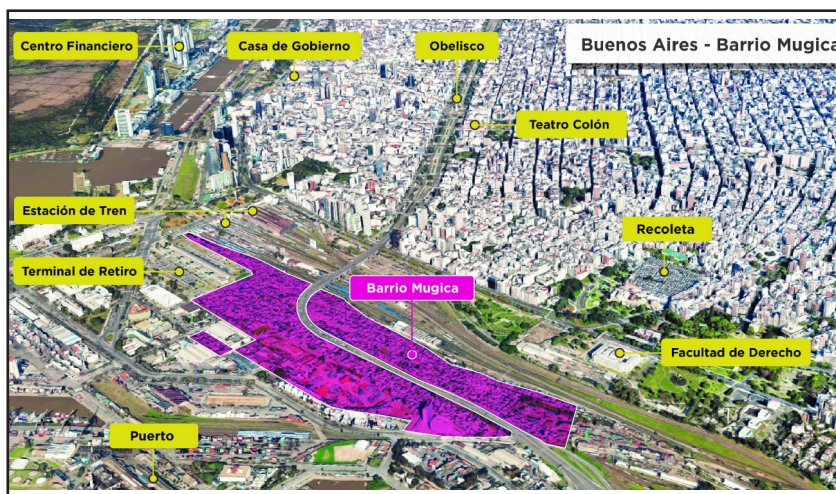 Centro Financiero
Casa de Gobierno
Obelisco
Buenos Aires - Barrio Mugica
Teatro Colón
Estación de Tren
Recoleta
Terminal de Retiro
Barrio Mugica
Facultad de Derecho
Puerto